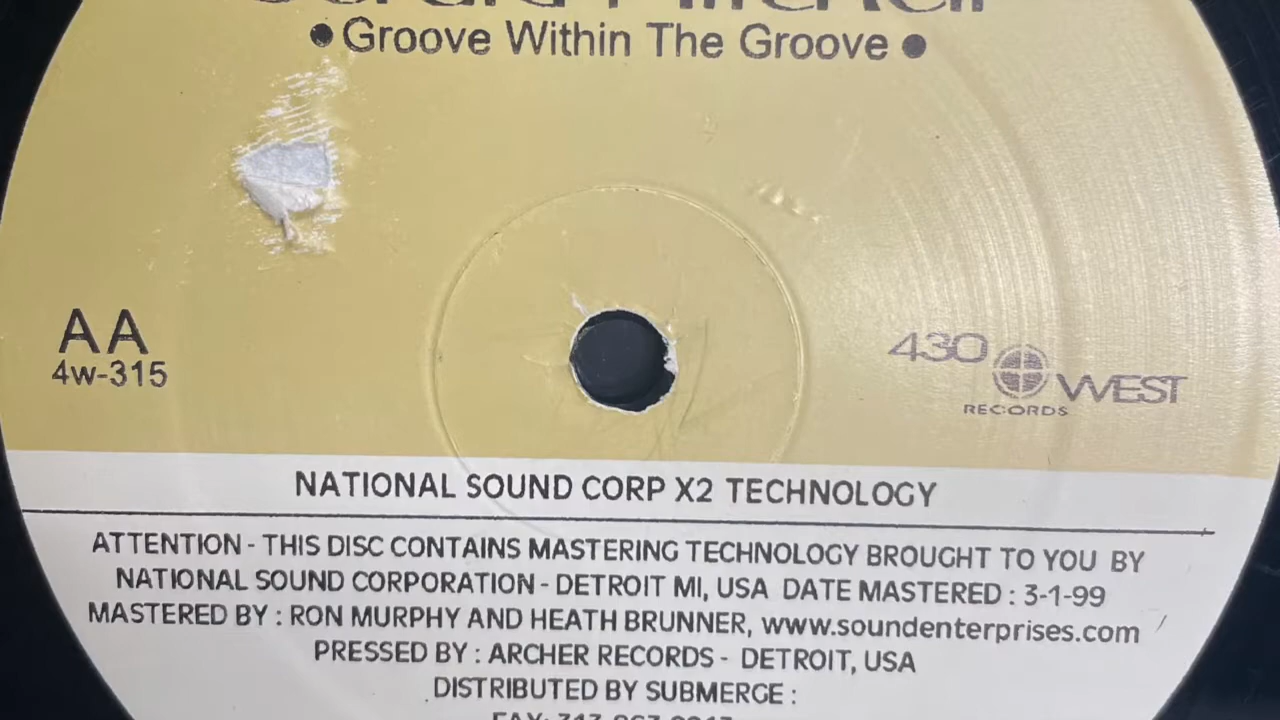 • Groove Within The Groove •
AA
4w-315
430 WEST
RECORDS
NATIONAL SOUND CORP X2 TECHNOLOGY
ATTENTION - THIS DISC CONTAINS MASTERING TECHNOLOGY BROUGHT TO YOU BY
NATIONAL SOUND CORPORATION - DETROIT MI, USA DATE MASTERED : 3-1-99
MASTERED BY : RON MURPHY AND HEATH BRUNNER, www.soundenterprises.com
PRESSED BY : ARCHER RECORDS - DETROIT, USA
DISTRIBUTED BY SUBMERGE :